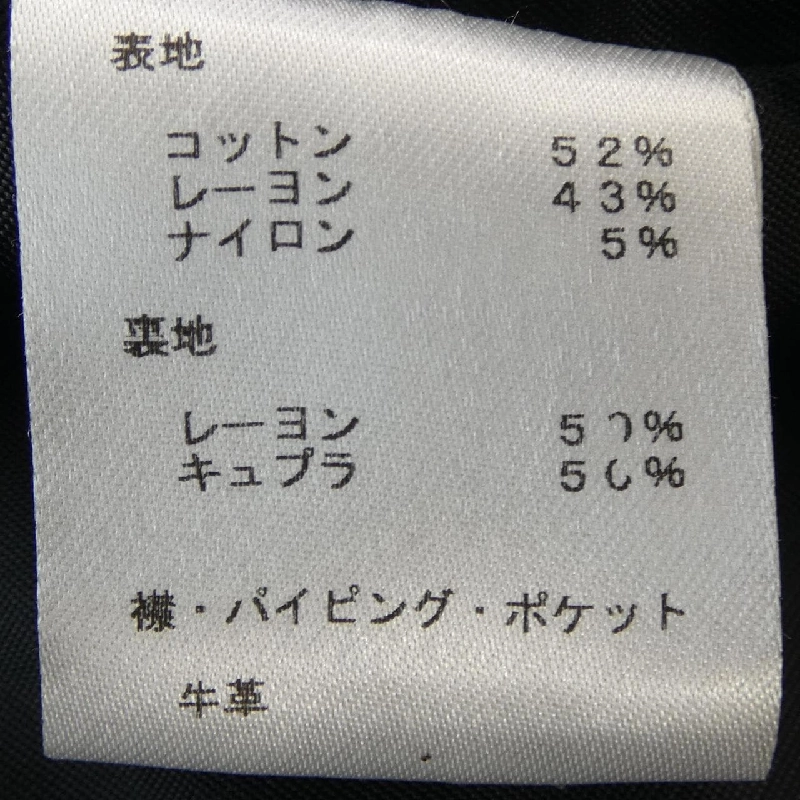 表地
コットン 52%
レーヨン 43%
ナイロン 5%
裏地
レーヨン 50%
キュプラ 50%
襟・パイピング・ポケット
牛革